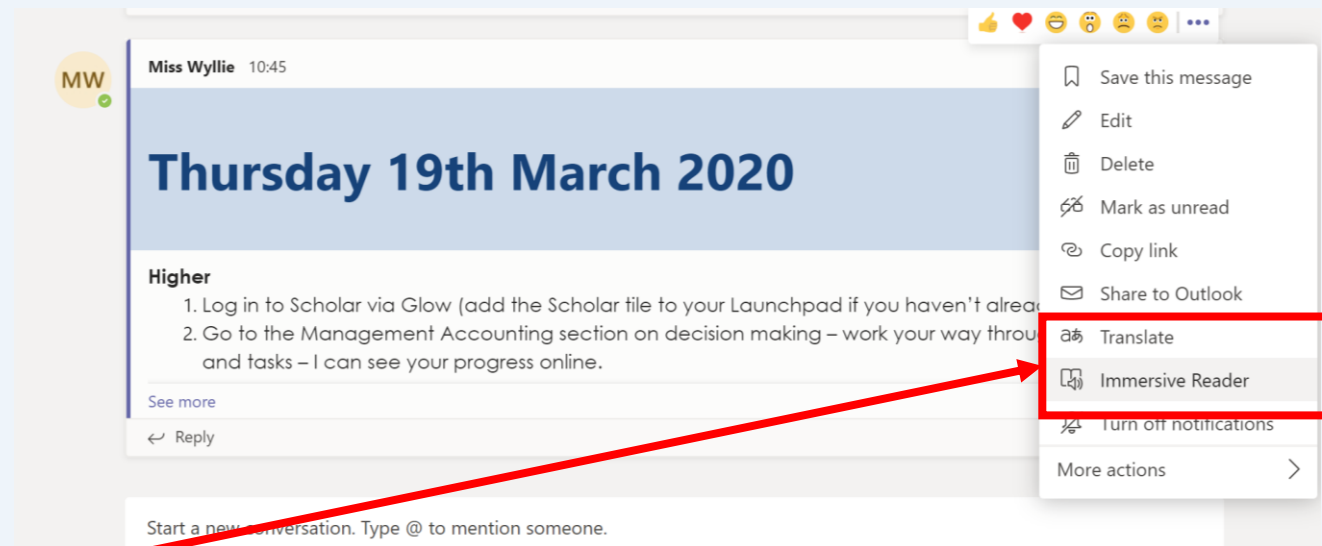 MW
Miss Wyllie 10:45
Thursday 19th March 2020
Higher
1. Log in to Scholar via Glow (add the Scholar tile to your Launchpad if you haven't alrea
2. Go to the Management Accounting section on decision making – work your way throu
and tasks – I can see your progress online.
See more
Reply
Start a new conversation. Type @ to mention someone.
Save this message
Edit
Delete
Mark as unread
Copy link
Share to Outlook
Translate
Immersive Reader
Turn off notifications
More actions